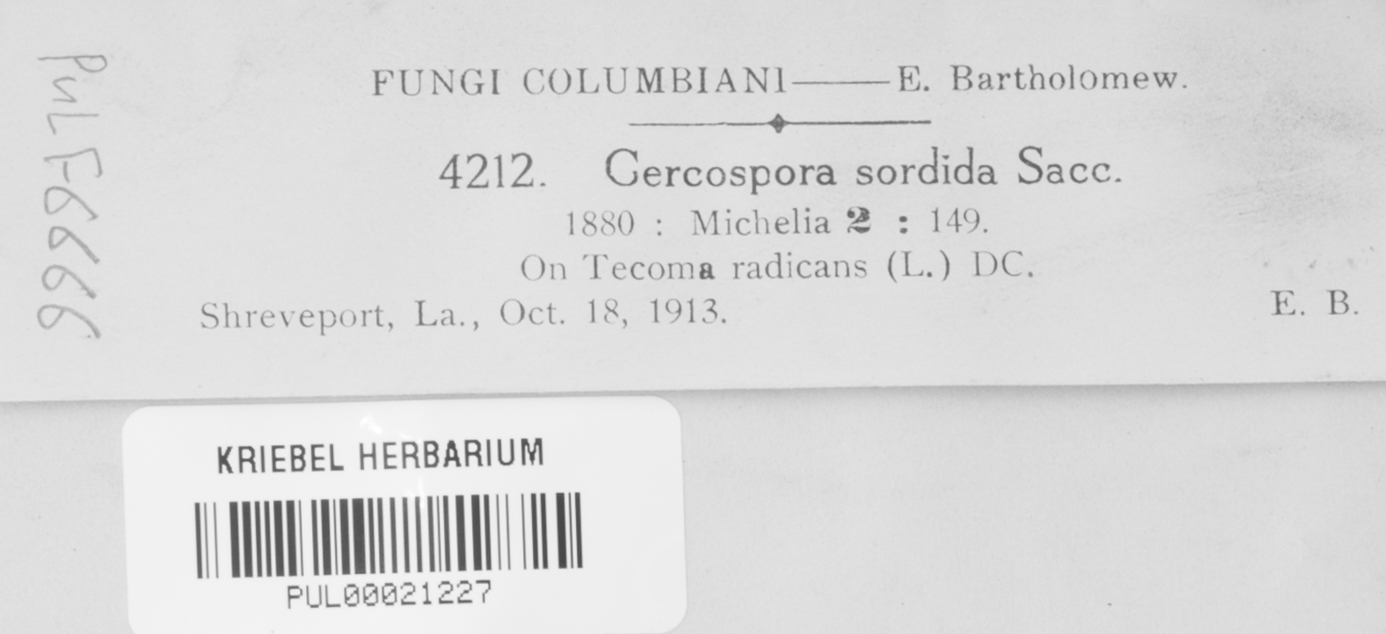 PUL F6666
FUNGI COLUMBIANI——E. Bartholomew.
4212. Cercospora sordida Sacc.
1880 : Michelia 2 : 149.
On Tecoma radicans (L.) DC.
Shreveport, La., Oct. 18, 1913. E. B.
KRIEBEL HERBARIUM
PUL00021227